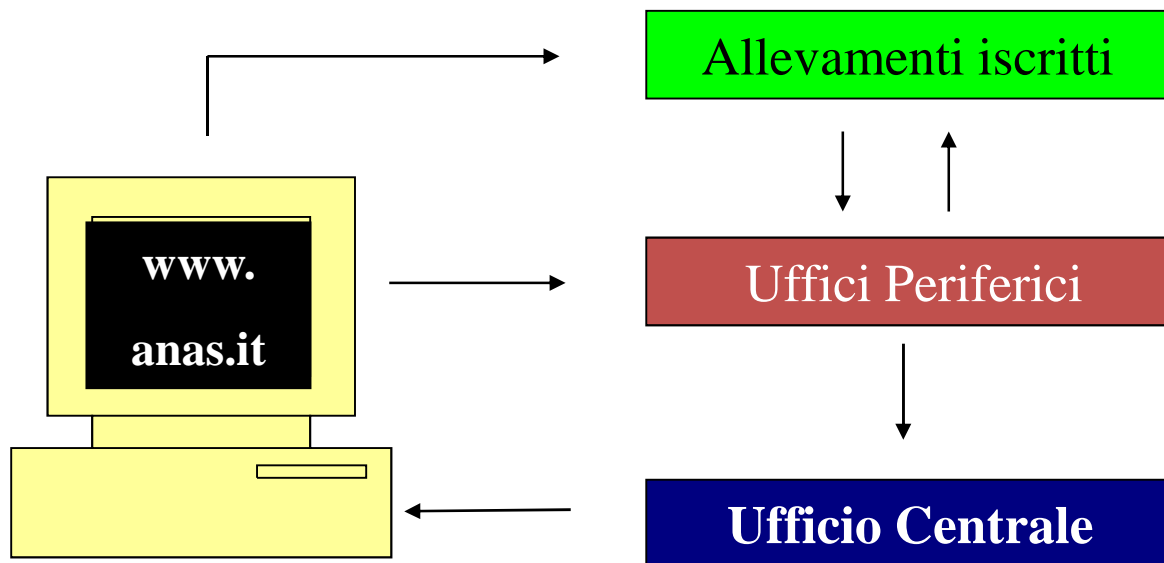 Allevamenti iscritti
www.
anas.it
Uffici Periferici
Ufficio Centrale